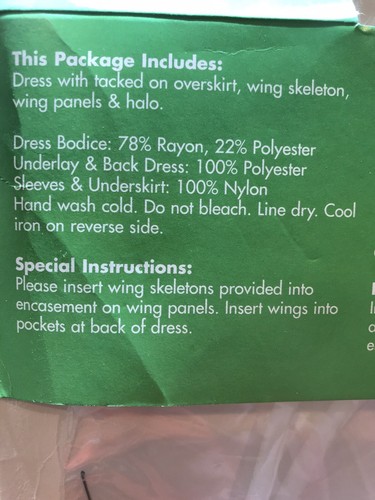 This Package Includes:
Dress with tacked on overskirt, wing skeleton,
wing panels & halo.
Dress Bodice: 78% Rayon, 22% Polyester
Underlay & Back Dress: 100% Polyester
Sleeves & Underskirt: 100% Nylon
Hand wash cold. Do not bleach. Line dry. Cool
iron on reverse side.
Special Instructions:
Please insert wing skeletons provided into
encasement on wing panels. Insert wings into
pockets at back of dress.